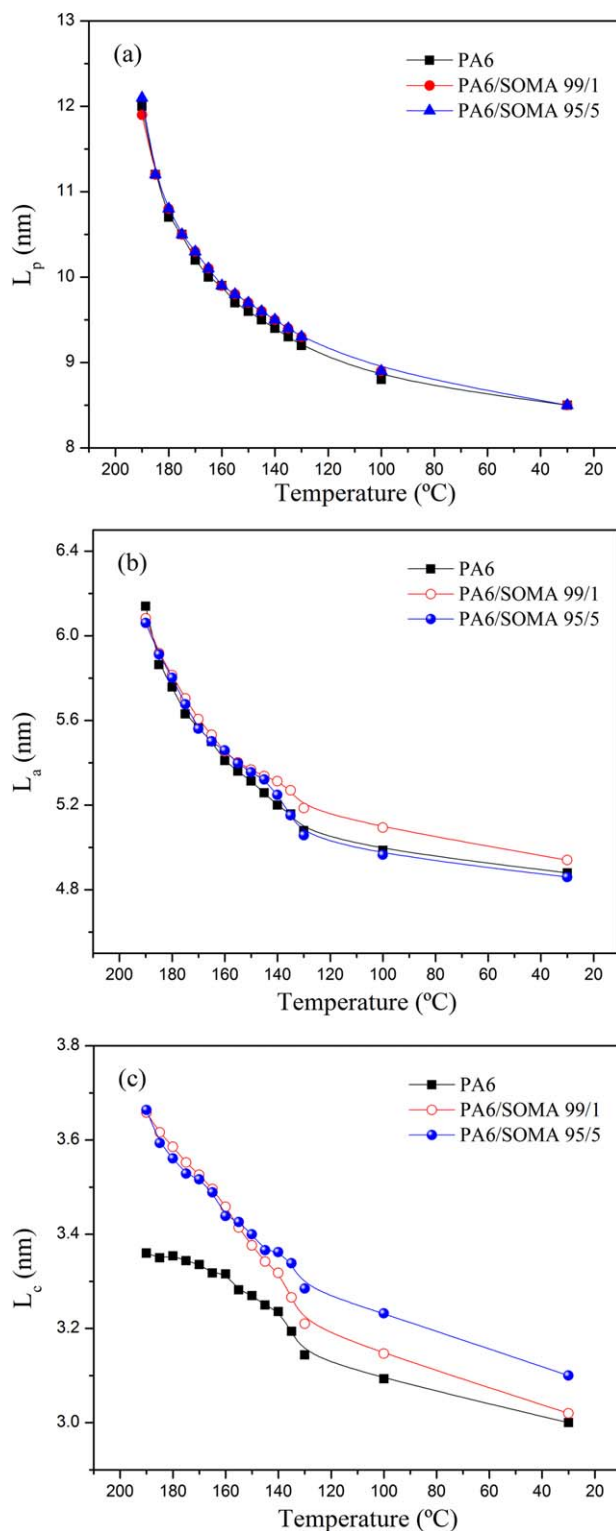 (a)
PA6
PA6/SOMA 99/1
PA6/SOMA 95/5
13
12
11
10
9
8
L_p (nm)
200 180 160 140 120 100 80 60 40 20
Temperature (ºC)
(b)
PA6
PA6/SOMA 99/1
PA6/SOMA 95/5
6.4
6.0
5.6
5.2
4.8
L_a (nm)
200 180 160 140 120 100 80 60 40 20
Temperature (ºC)
(c)
PA6
PA6/SOMA 99/1
PA6/SOMA 95/5
3.8
3.6
3.4
3.2
3.0
L_c (nm)
200 180 160 140 120 100 80 60 40 20
Temperature (ºC)